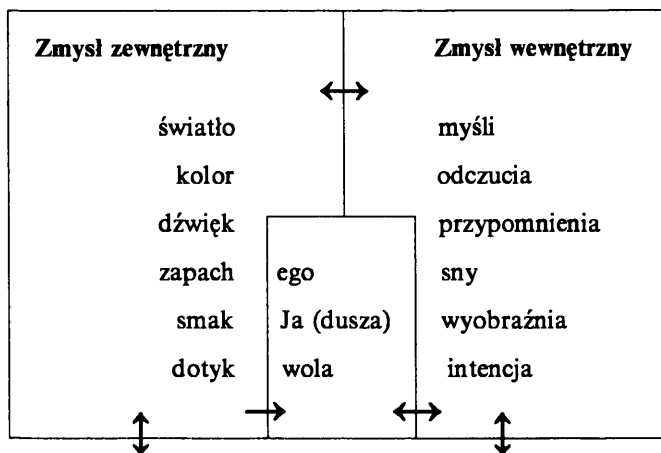 Zmysł zewnętrzny
światło
kolor
dźwięk
zapach
smak
dotyk
ego
Ja (dusza)
wola
Zmysł wewnętrzny
myśli
odczucia
przypomnienia
sny
wyobraźnia
intencja